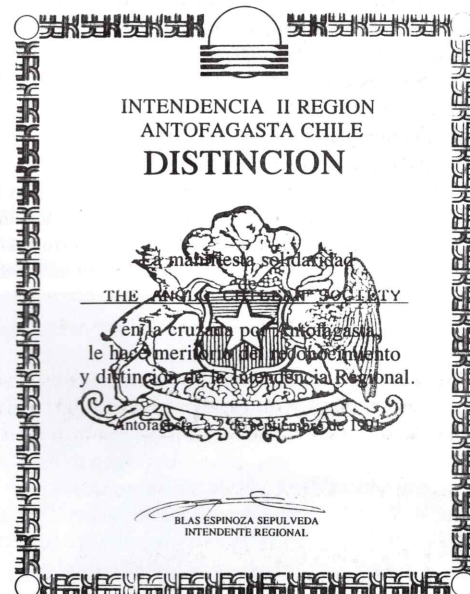 INTENDENCIA II REGION
ANTOFAGASTA CHILE
DISTINCION
La manifiesta solidaridad
de
THE ANGLO CHILEAN SOCIETY
en la cruzada por Antofagasta,
le hace meritorio del reconocimiento
y distinción de la Intendencia Regional.
Antofagasta, a 2 de septiembre de 1991
BLAS ESPINOZA SEPULVEDA
INTENDENTE REGIONAL